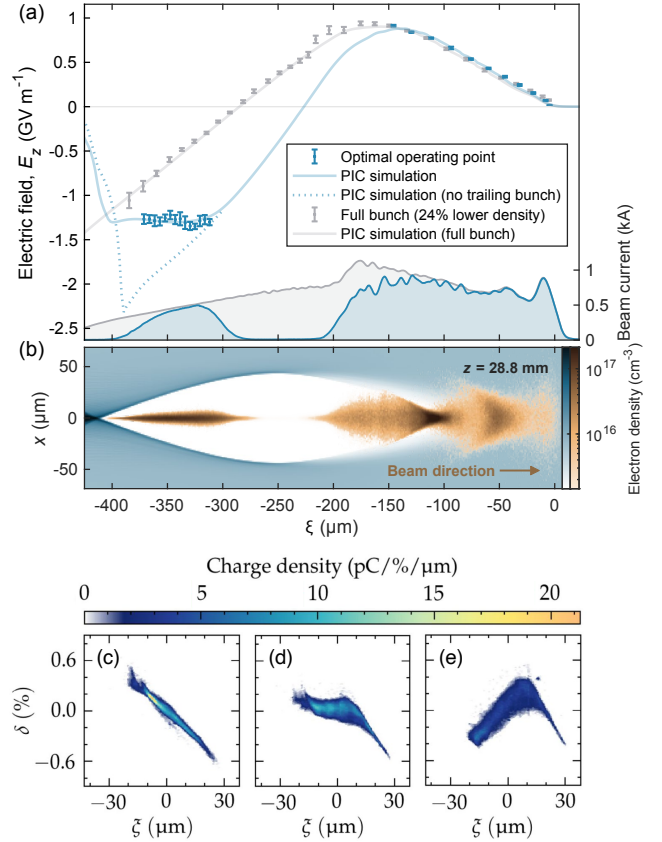 (a)
Electric field, E_z (GV m⁻¹)
1
0.5
0
-0.5
-1
-1.5
-2
-2.5
Optimal operating point
PIC simulation
PIC simulation (no trailing bunch)
Full bunch (24% lower density)
PIC simulation (full bunch)
Beam current (kA)
1
0.5
0
(b)
x (µm)
50
0
-50
z = 28.8 mm
Beam direction
Electron density (cm⁻³)
10¹⁷
10¹⁶
-400 -350 -300 -250 -200 -150 -100 -50 0
ξ (µm)
Charge density (pC/%/µm)
0 5 10 15 20
(c) (d) (e)
δ (%)
0.6
0.0
−0.6
−30 0 30 −30 0 30 −30 0 30
ξ (µm) ξ (µm) ξ (µm)